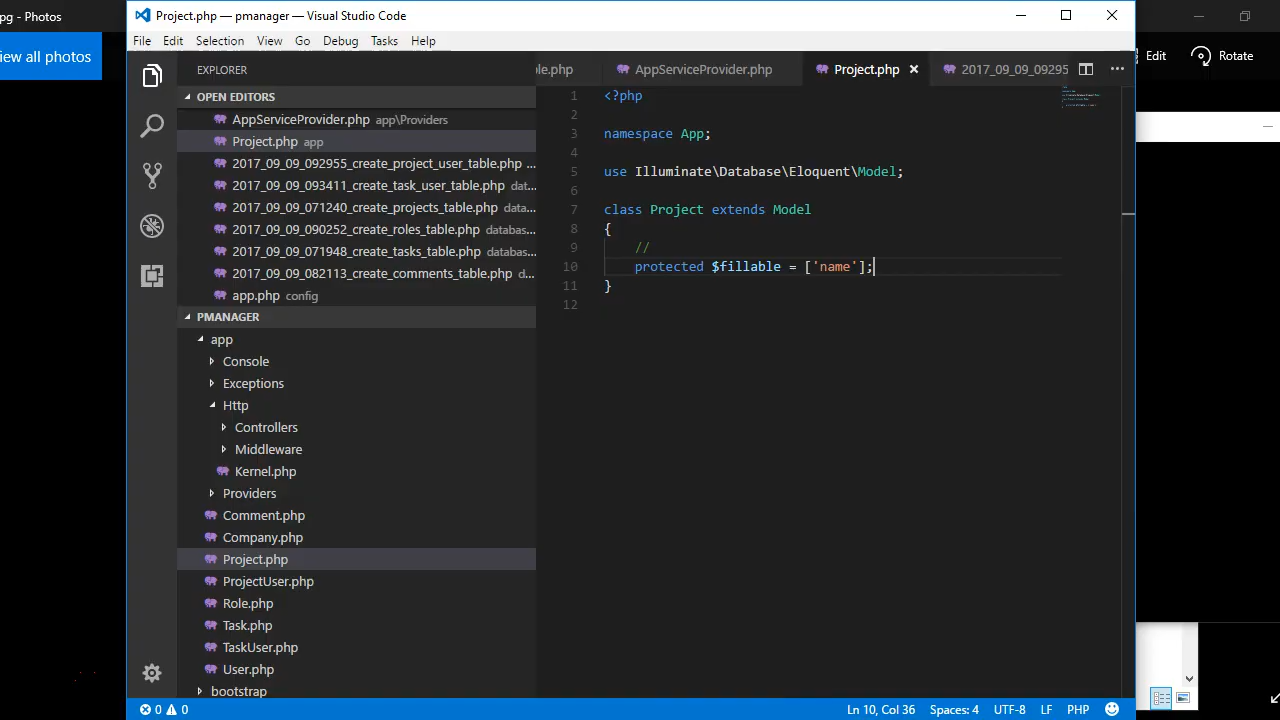 pg - Photos
iew all photos
Project.php — pmanager — Visual Studio Code
File Edit Selection View Go Debug Tasks Help
EXPLORER
OPEN EDITORS
AppServiceProvider.php app\Providers
Project.php app
2017_09_09_092955_create_project_user_table.php ...
2017_09_09_093411_create_task_user_table.php dat...
2017_09_09_071240_create_projects_table.php data...
2017_09_09_090252_create_roles_table.php databas...
2017_09_09_071948_create_tasks_table.php databas...
2017_09_09_082113_create_comments_table.php d...
app.php config
PMANAGER
app
Console
Exceptions
Http
Controllers
Middleware
Kernel.php
Providers
Comment.php
Company.php
Project.php
ProjectUser.php
Role.php
Task.php
TaskUser.php
User.php
bootstrap
le.php AppServiceProvider.php Project.php 2017_09_09_09295
1 <?php
2
3 namespace App;
4
5 use Illuminate\Database\Eloquent\Model;
6
7 class Project extends Model
8 {
9 //
10 protected $fillable = ['name'];
11 }
12
Edit Rotate
0 0 Ln 10, Col 36 Spaces: 4 UTF-8 LF PHP